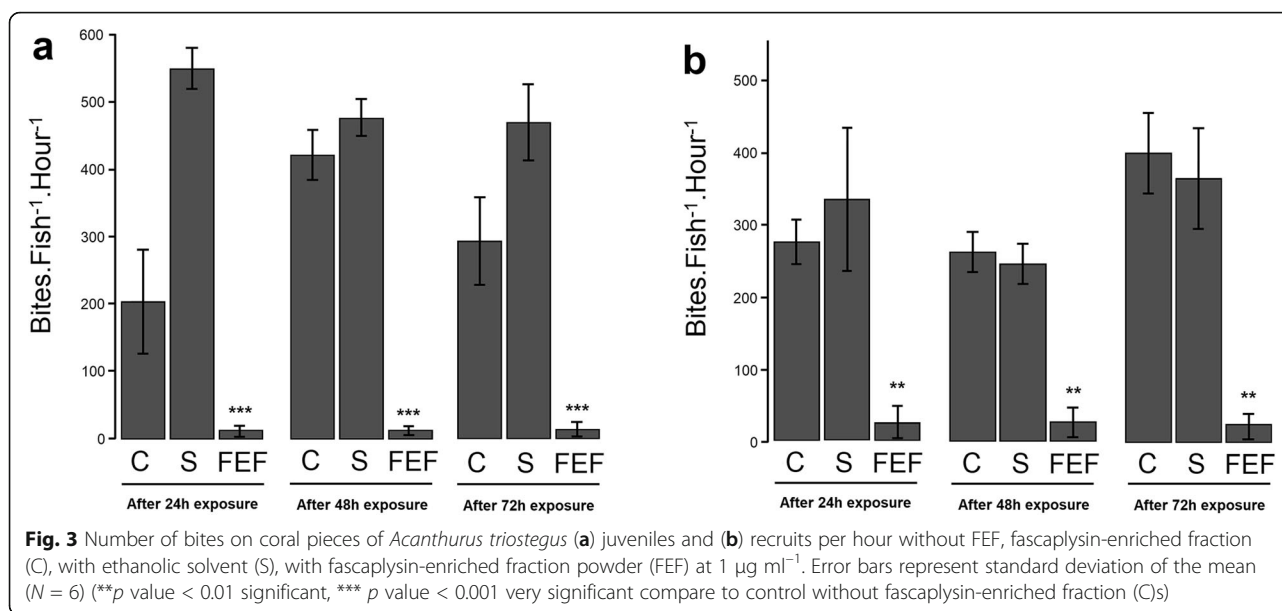 a
Bites.Fish-1.Hour-1
600
500
400
300
200
100
0
***
***
***
C S FEF C S FEF C S FEF
After 24h exposure After 48h exposure After 72h exposure
b
Bites.Fish-1.Hour-1
500
400
300
200
100
0
**
**
**
C S FEF C S FEF C S FEF
After 24h exposure After 48h exposure After 72h exposure
Fig. 3 Number of bites on coral pieces of Acanthurus triostegus (a) juveniles and (b) recruits per hour without FEF, fascaplysin-enriched fraction
(C), with ethanolic solvent (S), with fascaplysin-enriched fraction powder (FEF) at 1 μg ml−1. Error bars represent standard deviation of the mean
(N = 6) (**p value < 0.01 significant, *** p value < 0.001 very significant compare to control without fascaplysin-enriched fraction (C)s)